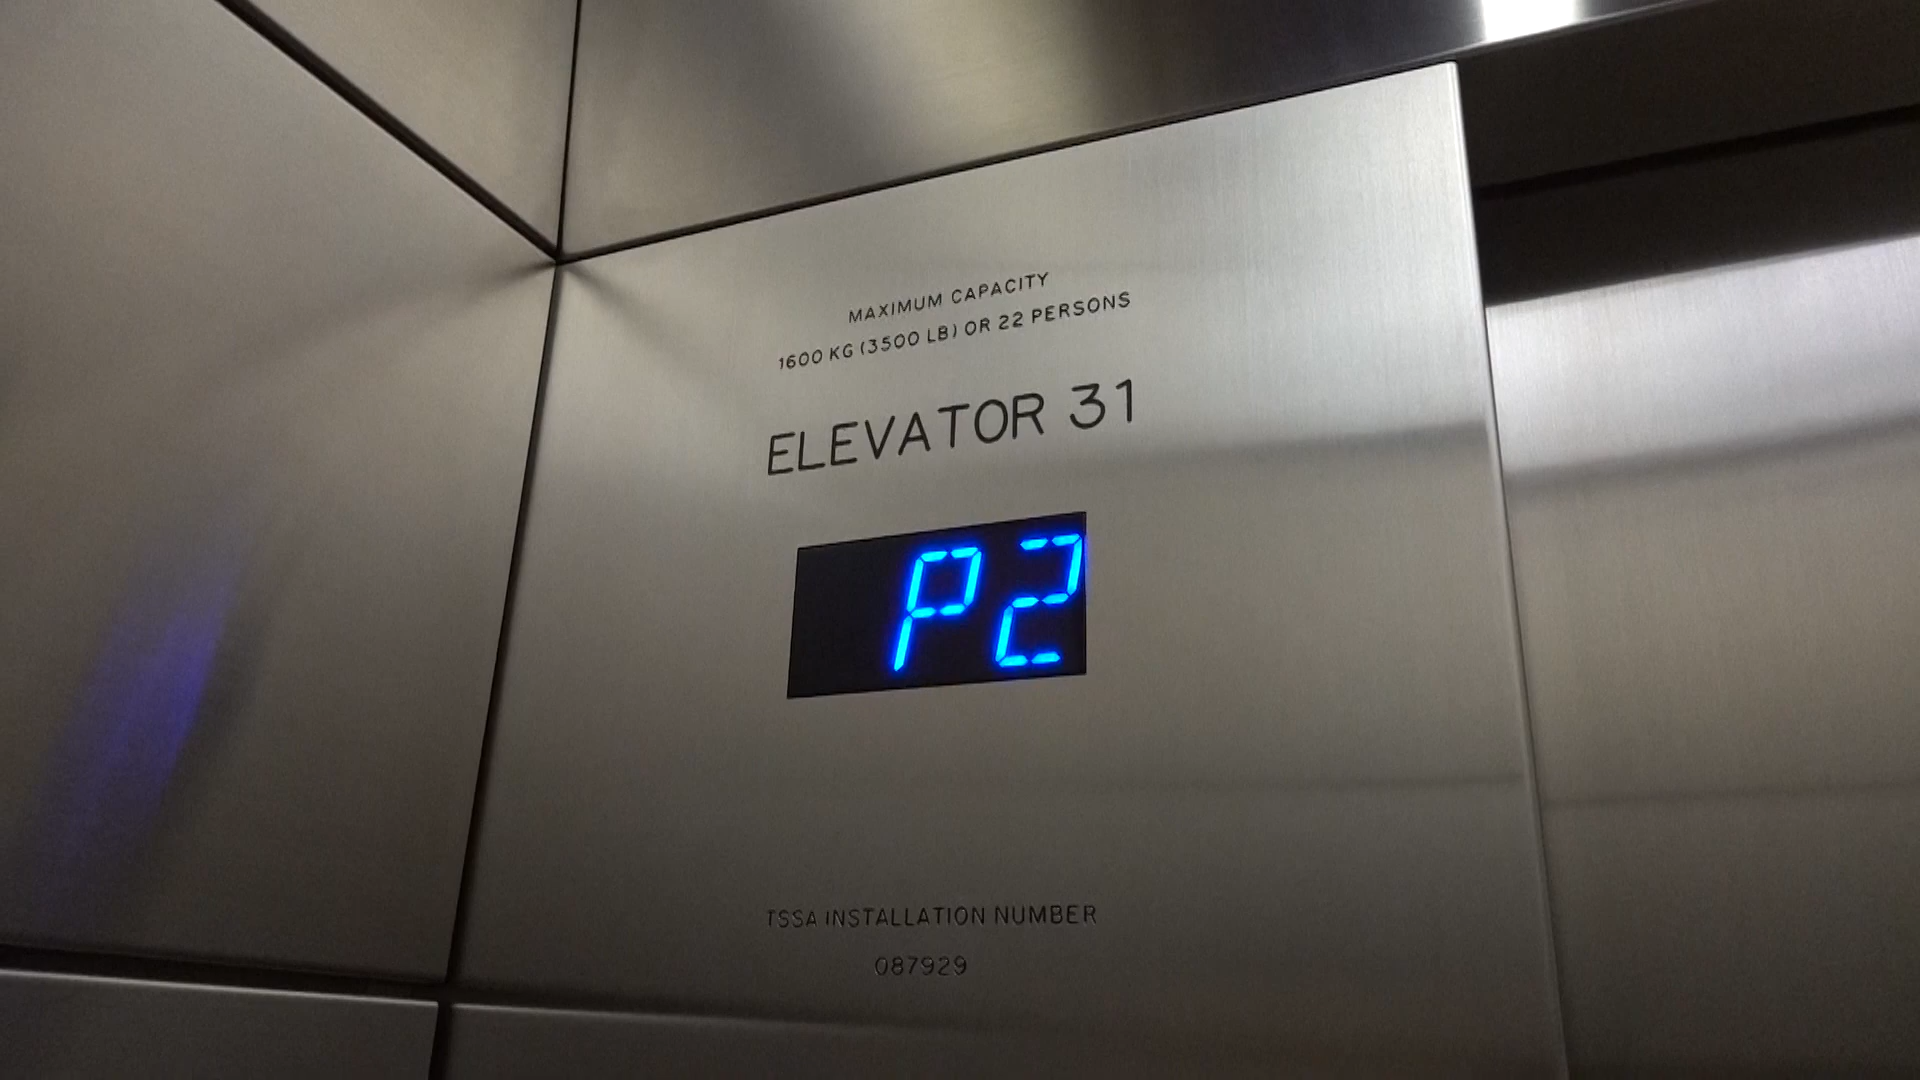 MAXIMUM CAPACITY
1600 KG (3500 LB) OR 22 PERSONS
ELEVATOR 31
P2
TSSA INSTALLATION NUMBER
087929